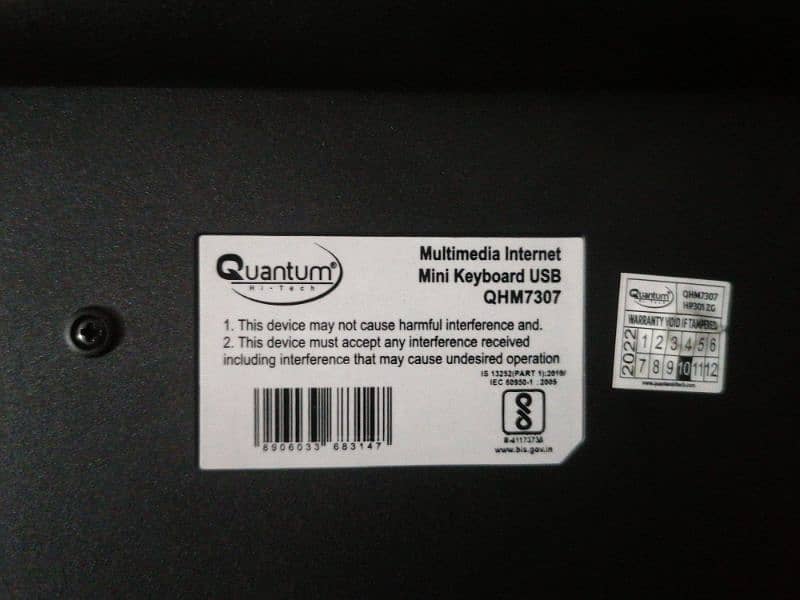 Quantum®
Hi-Tech
Multimedia Internet
Mini Keyboard USB
QHM7307
1. This device may not cause harmful interference and.
2. This device must accept any interference received
including interference that may cause undesired operation
IS 13252(PART 1):2010/
IEC 60950-1 : 2005
8906033 683147
R-41173738
www.bis.gov.in
Quantum
QHM7307
WARRANTY VOID IF TAMPERED
2022
1 2 3 4 5 6
7 8 9 10 11 12